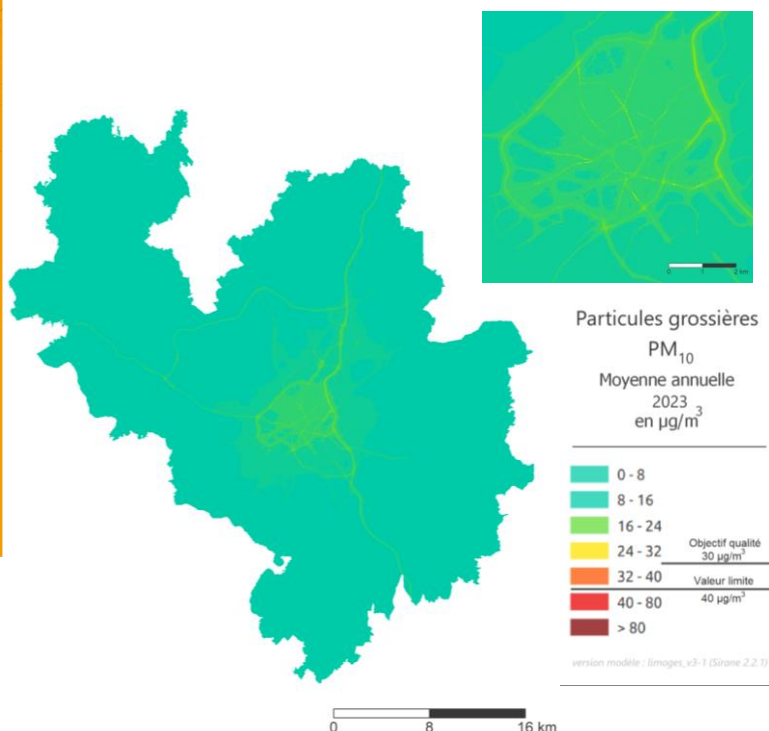 0 1 2 km
Particules grossières
PM10
Moyenne annuelle
2023
en µg/m³
0 - 8
8 - 16
16 - 24
24 - 32
Objectif qualité
30 µg/m³
32 - 40
Valeur limite
40 - 80
40 µg/m³
> 80
version modèle : limoges_v3-1 (Sirane 2.2.1)
0 8 16 km